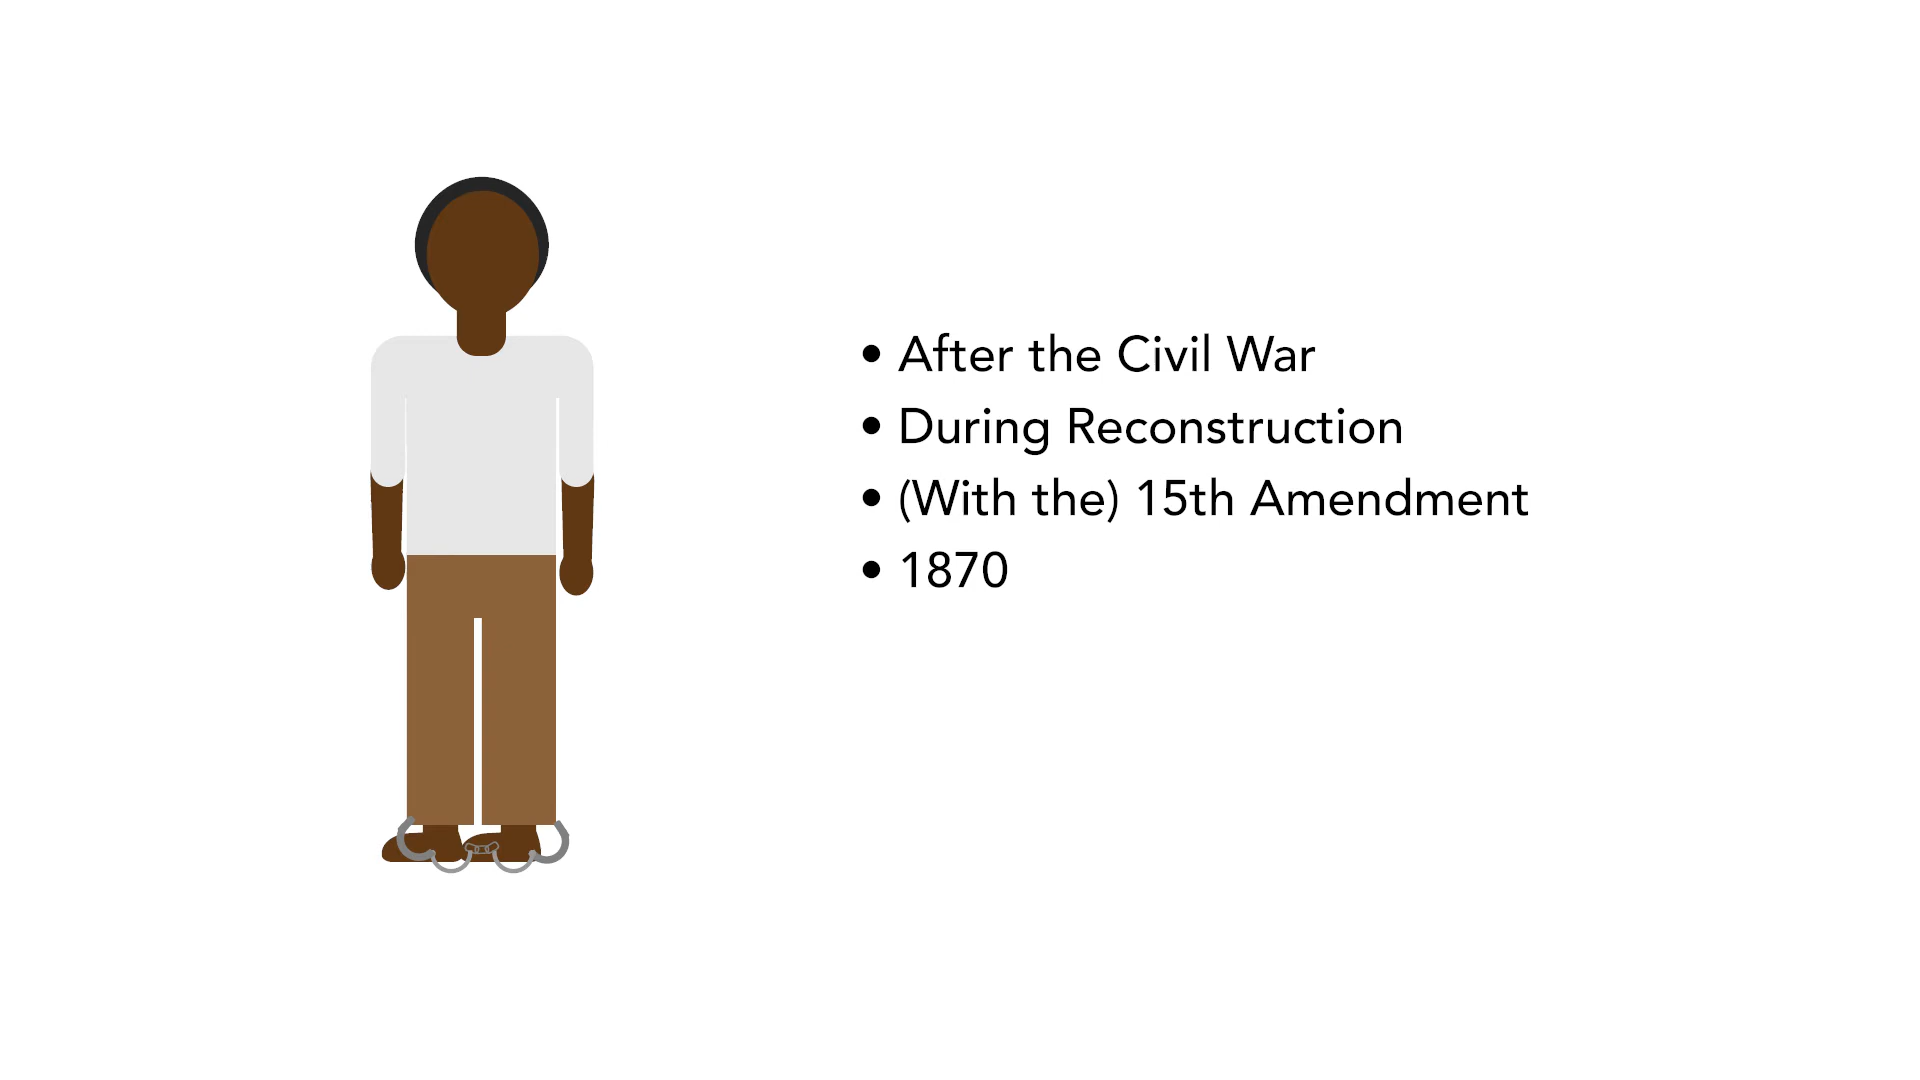 • After the Civil War
• During Reconstruction
• (With the) 15th Amendment
• 1870